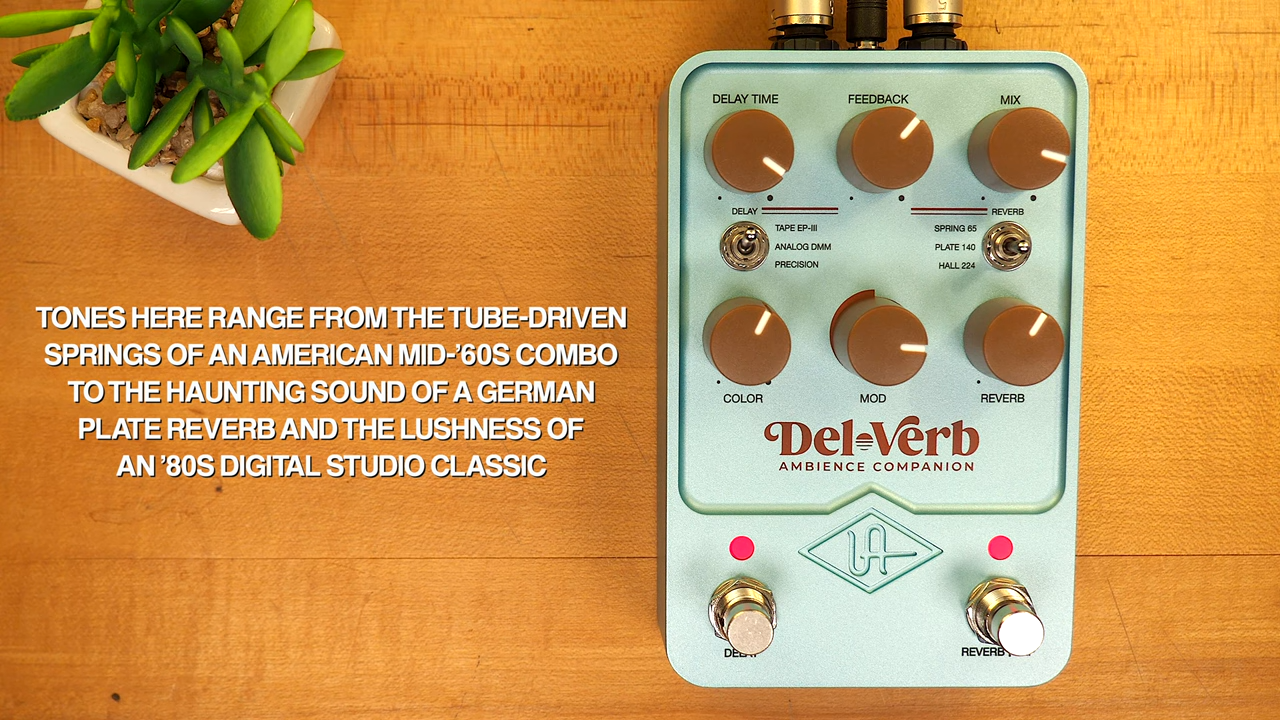 TONES HERE RANGE FROM THE TUBE-DRIVEN
SPRINGS OF AN AMERICAN MID-'60S COMBO
TO THE HAUNTING SOUND OF A GERMAN
PLATE REVERB AND THE LUSHNESS OF
AN '80S DIGITAL STUDIO CLASSIC
DELAY TIME
FEEDBACK
MIX
DELAY
REVERB
TAPE EP-III
ANALOG DMM
PRECISION
SPRING 65
PLATE 140
HALL 224
COLOR
MOD
REVERB
Del-Verb
AMBIENCE COMPANION
UA
REVERB